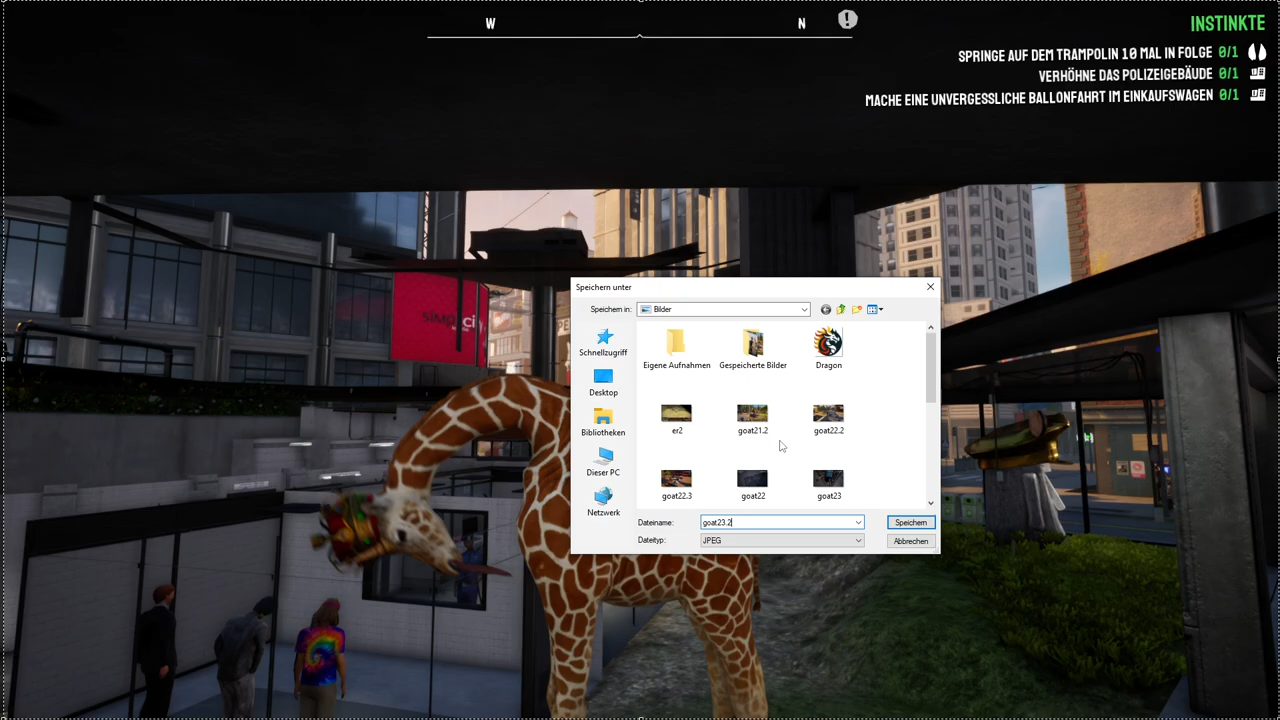 W
N
INSTINKTE
SPRINGE AUF DEM TRAMPOLIN 10 MAL IN FOLGE 0/1
VERHÖHNE DAS POLIZEIGEBÄUDE 0/1
MACHE EINE UNVERGESSLICHE BALLONFAHRT IM EINKAUFSWAGEN 0/1
Speichern unter
Speichern in:
Bilder
Schnellzugriff
Desktop
Bibliotheken
Dieser PC
Netzwerk
Eigene Aufnahmen
Gespeicherte Bilder
Dragon
er2
goat21.2
goat22.2
goat22.3
goat22
goat23
Dateiname:
goat23.2
Speichern
Dateityp:
JPEG
Abbrechen